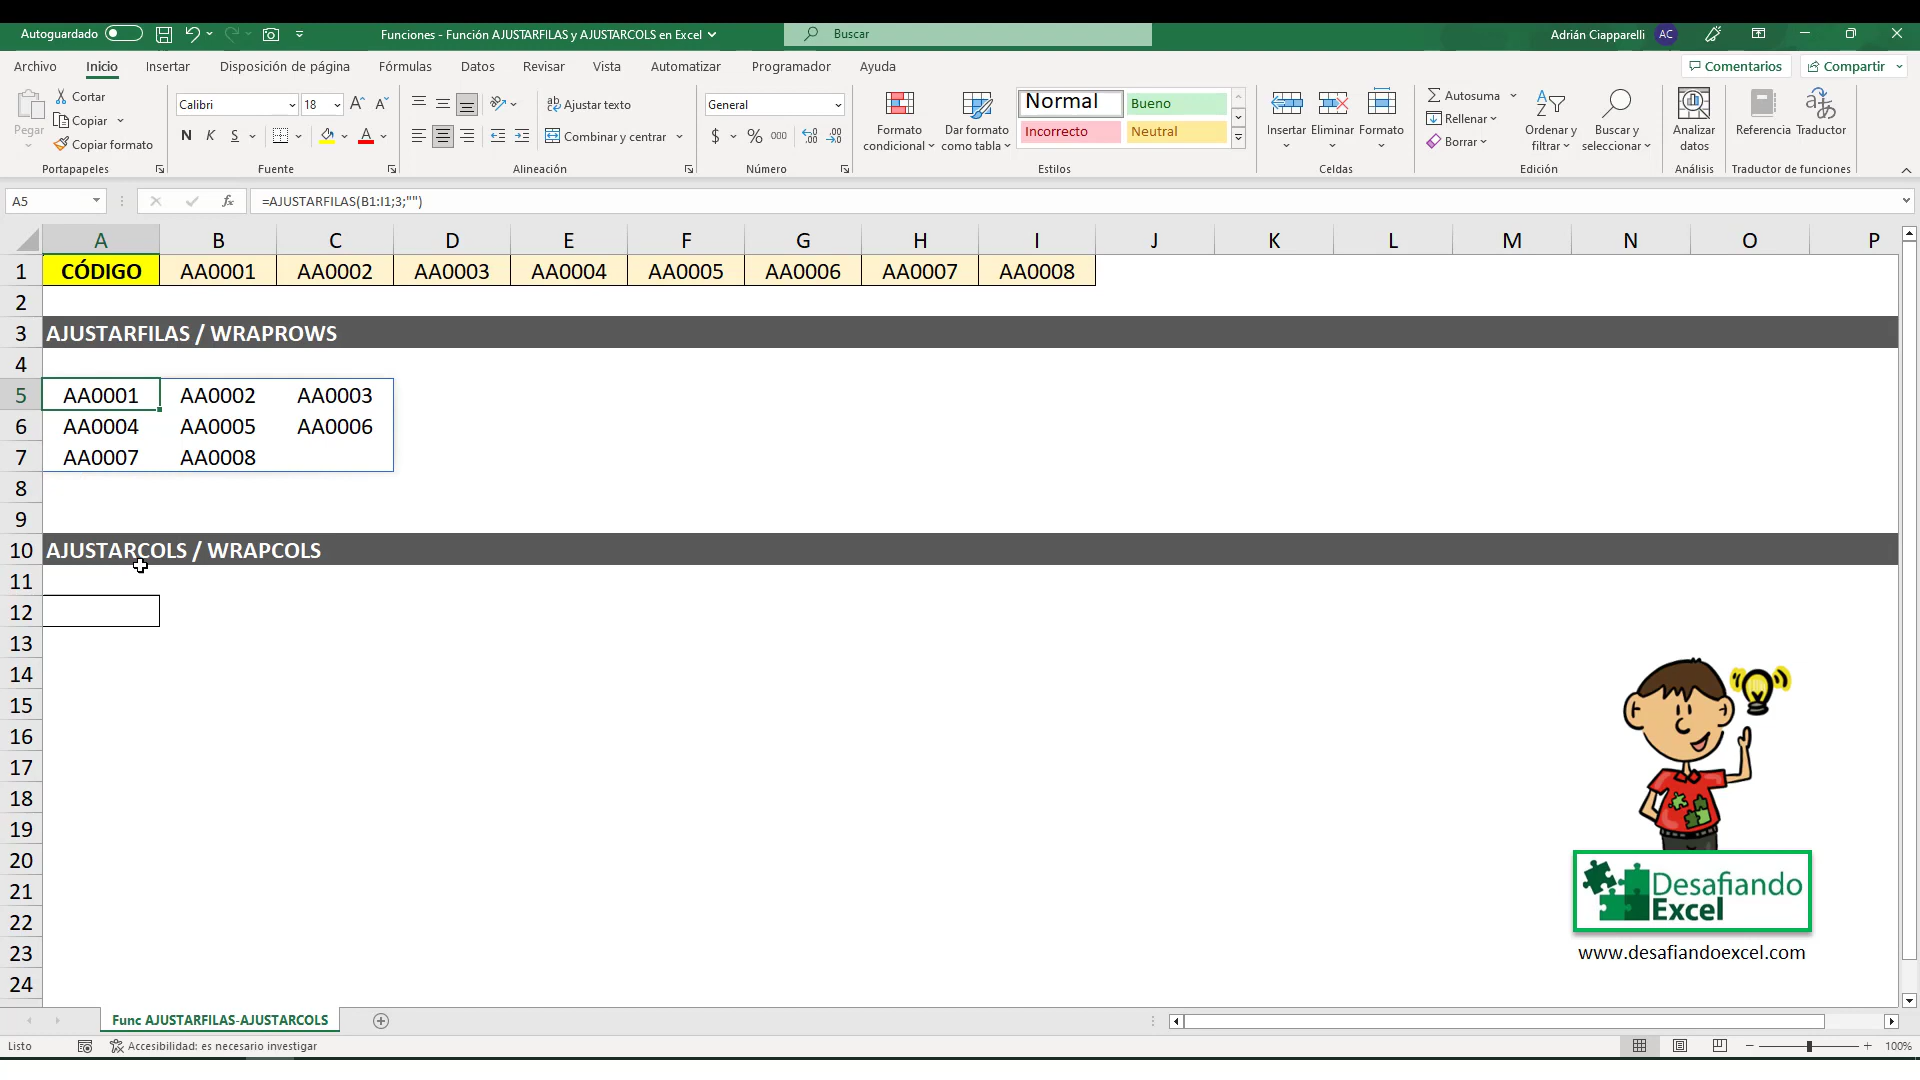 Autoguardado
Funciones - Función AJUSTARFILAS y AJUSTARCOLS en Excel
Buscar
Adrián Ciapparelli
AC
Archivo Inicio Insertar Disposición de página Fórmulas Datos Revisar Vista Automatizar Programador Ayuda
Comentarios
Compartir
Pegar
Cortar
Copiar
Copiar formato
Portapapeles
Calibri
18
N K S
Fuente
Ajustar texto
Combinar y centrar
Alineación
General
$ % 000
Número
Formato
condicional
Dar formato
como tabla
Normal
Bueno
Incorrecto
Neutral
Estilos
Insertar
Eliminar
Formato
Celdas
Autosuma
Rellenar
Borrar
Ordenar y
filtrar
Buscar y
seleccionar
Edición
Analizar
datos
Análisis
Referencia
Traductor
Traductor de funciones
A5
fx
=AJUSTARFILAS(B1:I1;3;"")
A B C D E F G H I J K L M N O P
1 CÓDIGO AA0001 AA0002 AA0003 AA0004 AA0005 AA0006 AA0007 AA0008
2
3 AJUSTARFILAS / WRAPROWS
4
5 AA0001 AA0002 AA0003
6 AA0004 AA0005 AA0006
7 AA0007 AA0008
8
9
10 AJUSTARCOLS / WRAPCOLS
11
12
13
14
15
16
17
18
19
20
21
22
23
24
Desafiando
Excel
www.desafiandoexcel.com
Func AJUSTARFILAS-AJUSTARCOLS
Listo
Accesibilidad: es necesario investigar
100%